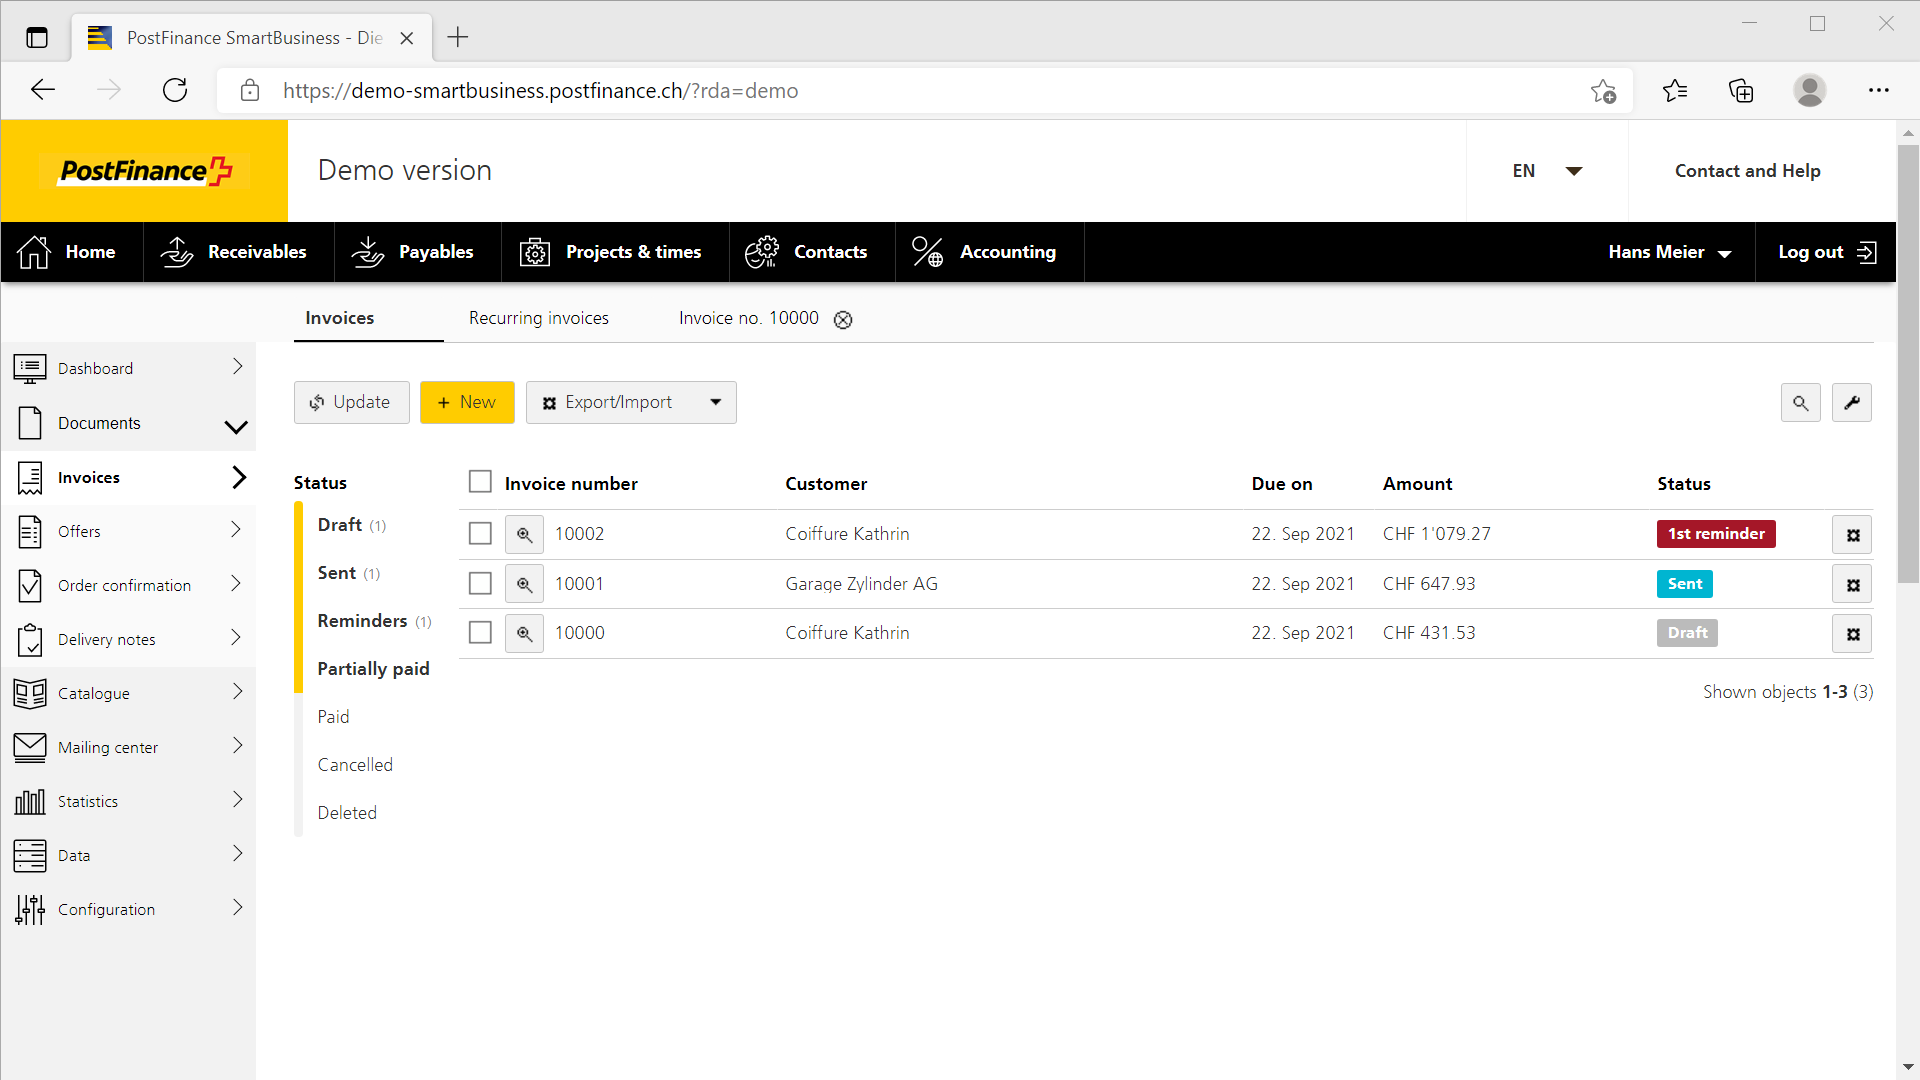 PostFinance SmartBusiness - Die
https://demo-smartbusiness.postfinance.ch/?rda=demo
PostFinance
Demo version
EN
Contact and Help
Home
Receivables
Payables
Projects & times
Contacts
Accounting
Hans Meier
Log out
Invoices
Recurring invoices
Invoice no. 10000
Dashboard
Documents
Invoices
Offers
Order confirmation
Delivery notes
Catalogue
Mailing center
Statistics
Data
Configuration
Update
+ New
Export/Import
Status
Draft (1)
Sent (1)
Reminders (1)
Partially paid
Paid
Cancelled
Deleted
Invoice number Customer Due on Amount Status
10002 Coiffure Kathrin 22. Sep 2021 CHF 1'079.27 1st reminder
10001 Garage Zylinder AG 22. Sep 2021 CHF 647.93 Sent
10000 Coiffure Kathrin 22. Sep 2021 CHF 431.53 Draft
Shown objects 1-3 (3)